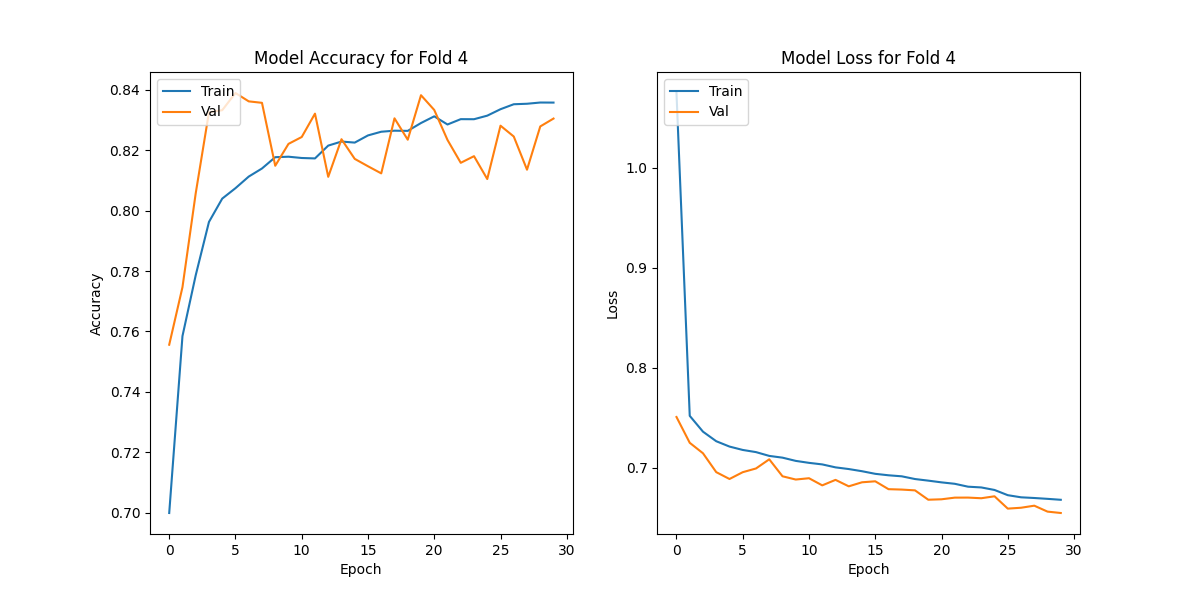 Model Accuracy for Fold 4
Train
Val
0.84
0.82
0.80
0.78
0.76
0.74
0.72
0.70
Accuracy
0 5 10 15 20 25 30
Epoch
Model Loss for Fold 4
Train
Val
1.0
0.9
0.8
0.7
Loss
0 5 10 15 20 25 30
Epoch